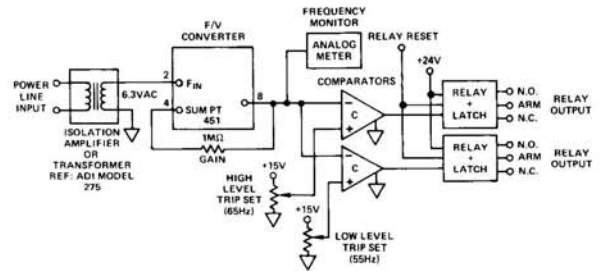 F/V
CONVERTER
FREQUENCY
MONITOR
ANALOG
METER
RELAY RESET
+24V
COMPARATORS
POWER
LINE
INPUT
6.3VAC
2
FIN
4
SUM PT
451
8
1MΩ
GAIN
ISOLATION
AMPLIFIER
OR
TRANSFORMER
REF: ADI MODEL
275
−
+
C
−
+
C
RELAY
+
LATCH
N.O.
ARM
N.C.
RELAY
OUTPUT
RELAY
+
LATCH
N.O.
ARM
N.C.
RELAY
OUTPUT
+15V
HIGH
LEVEL
TRIP SET
(65Hz)
+15V
LOW LEVEL
TRIP SET
(55Hz)